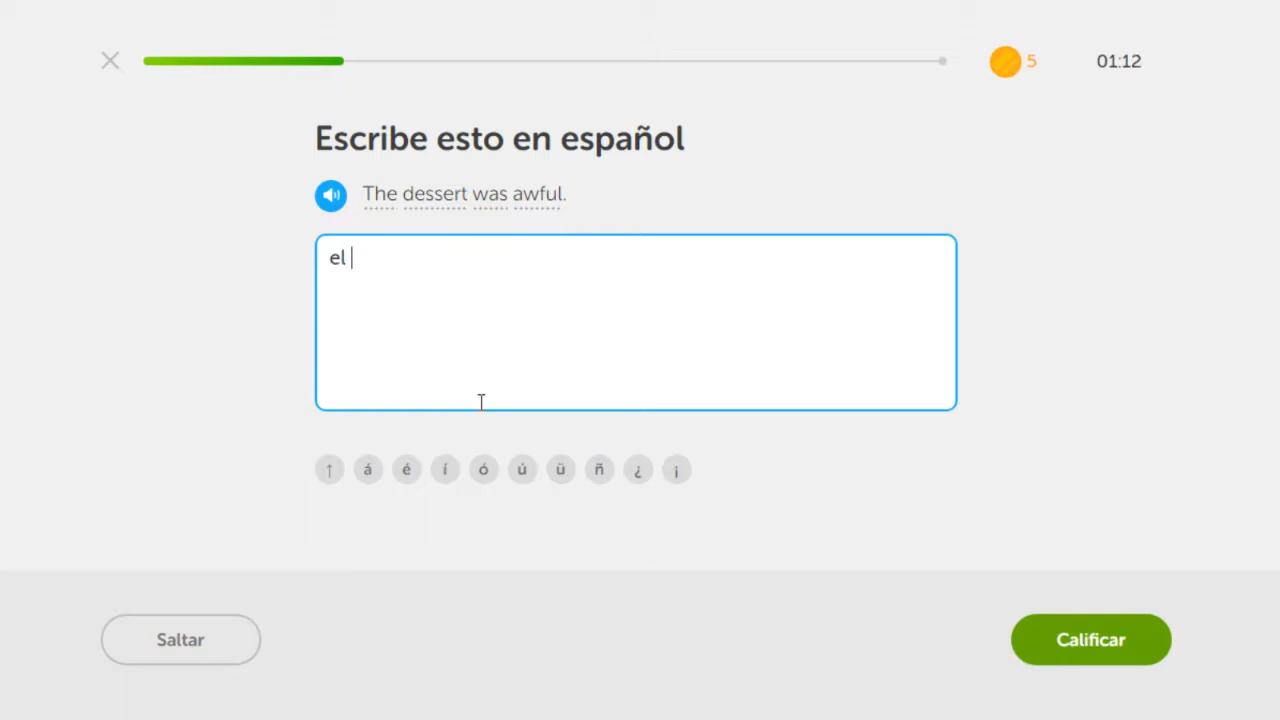 5 01:12
Escribe esto en español
The dessert was awful.
el
↑ á é í ó ú ü ñ ¿ ¡
Saltar Calificar